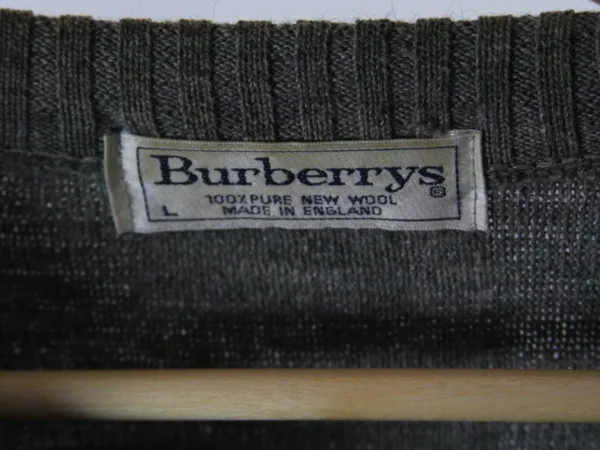 Burberrys®
100% PURE NEW WOOL
L MADE IN ENGLAND